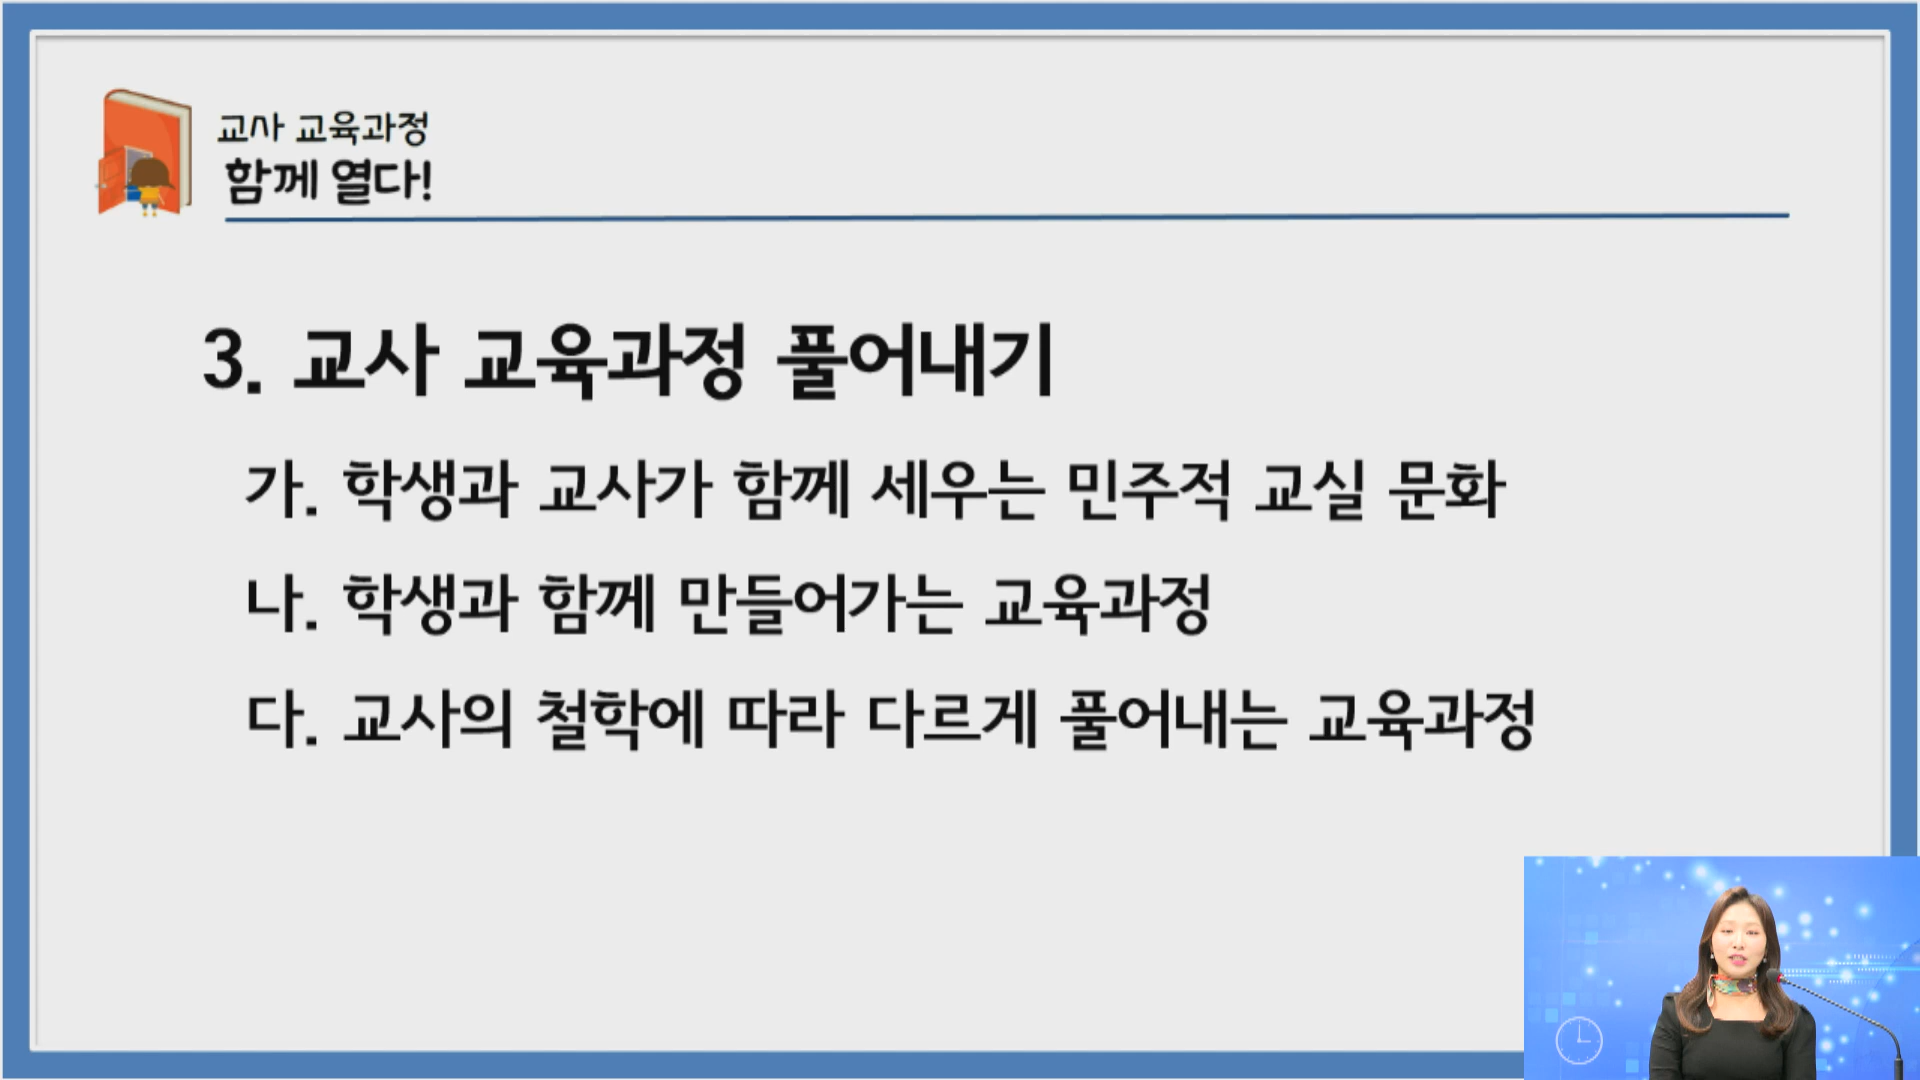 교사 교육과정
함께 열다!
3. 교사 교육과정 풀어내기
가. 학생과 교사가 함께 세우는 민주적 교실 문화
나. 학생과 함께 만들어가는 교육과정
다. 교사의 철학에 따라 다르게 풀어내는 교육과정